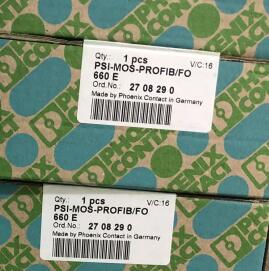 Qty.: 1 pcs V/C:16
PSI-MOS-PROFIB/FO
660 E
Ord.No.: 27 08 29 0
Made by Phoenix Contact in Germany
PHOENIX
CONTACT
Qty.: 1 pcs V/C:16
PSI-MOS-PROFIB/FO
660 E
Ord.No.: 27 08 29 0
Made by Phoenix Contact in Germany